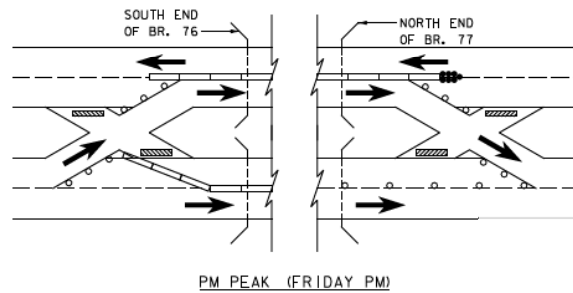 SOUTH END
OF BR. 76
NORTH END
OF BR. 77
PM PEAK (FRIDAY PM)